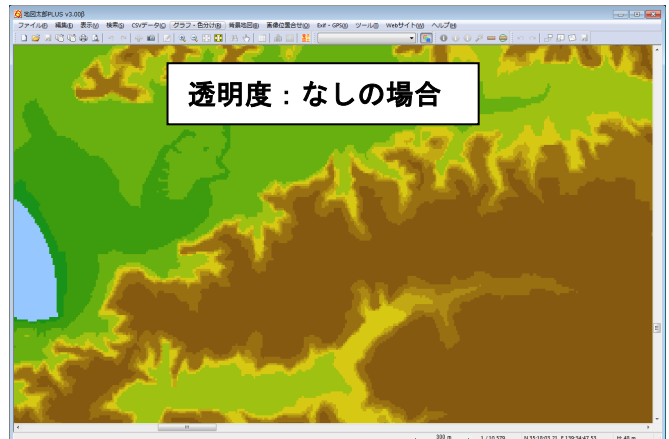 地図太郎PLUS v3.00β
ファイル(F) 編集(E) 表示(V) 検索(S) CSVデータ(C) グラフ・色分け(B) 背景地図(B) 画像位置合せ(Q) Exif・GPS(X) ツール(T) Webサイト(W) ヘルプ(H)
透明度：なしの場合
300 m 1 / 10,579